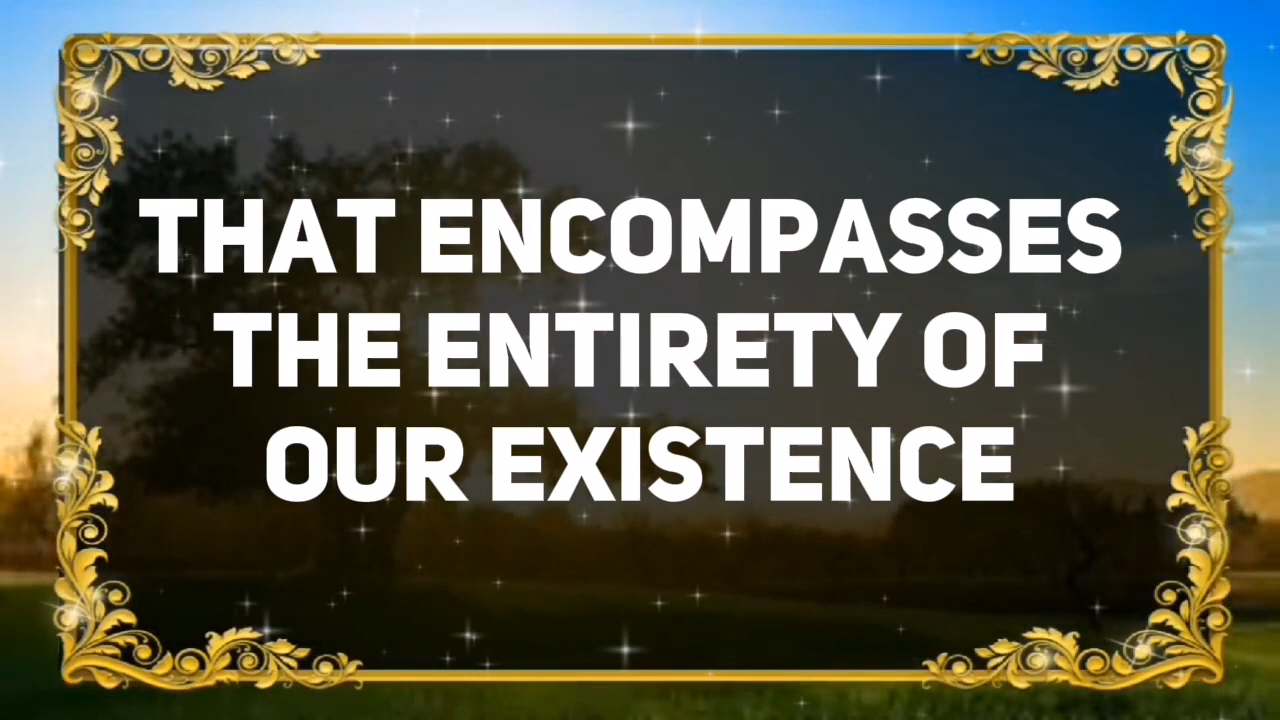 THAT ENCOMPASSES
THE ENTIRETY OF
OUR EXISTENCE